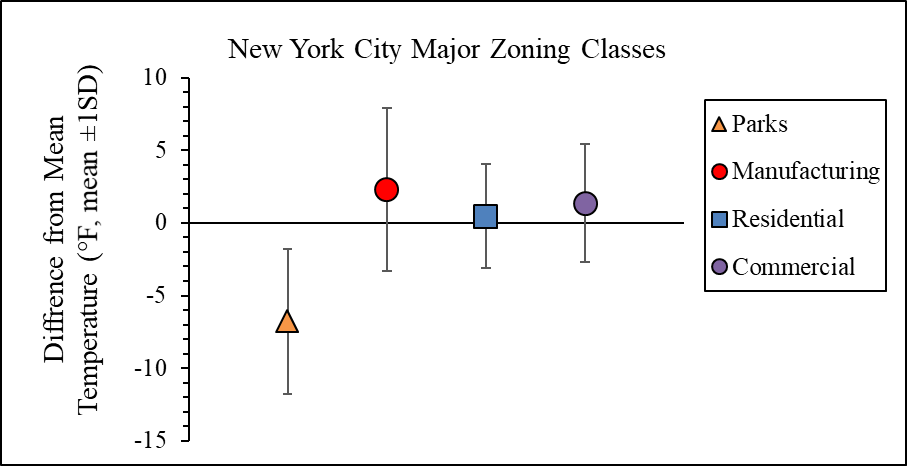 New York City Major Zoning Classes
Diffrence from Mean
Temperature (°F, mean ±1SD)
10
5
0
-5
-10
-15
Parks
Manufacturing
Residential
Commercial